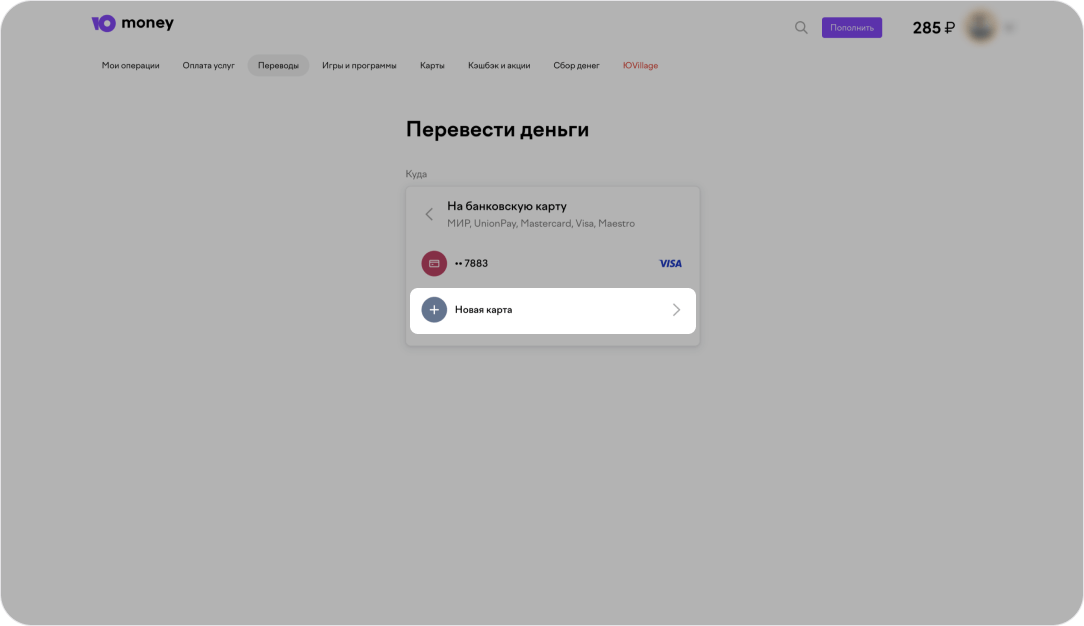 Ю money
Пополнить
285 ₽
Мои операции Оплата услуг Переводы Игры и программы Карты Кэшбэк и акции Сбор денег ЮVillage
Перевести деньги
Куда
На банковскую карту
МИР, UnionPay, Mastercard, Visa, Maestro
•• 7883 VISA
Новая карта